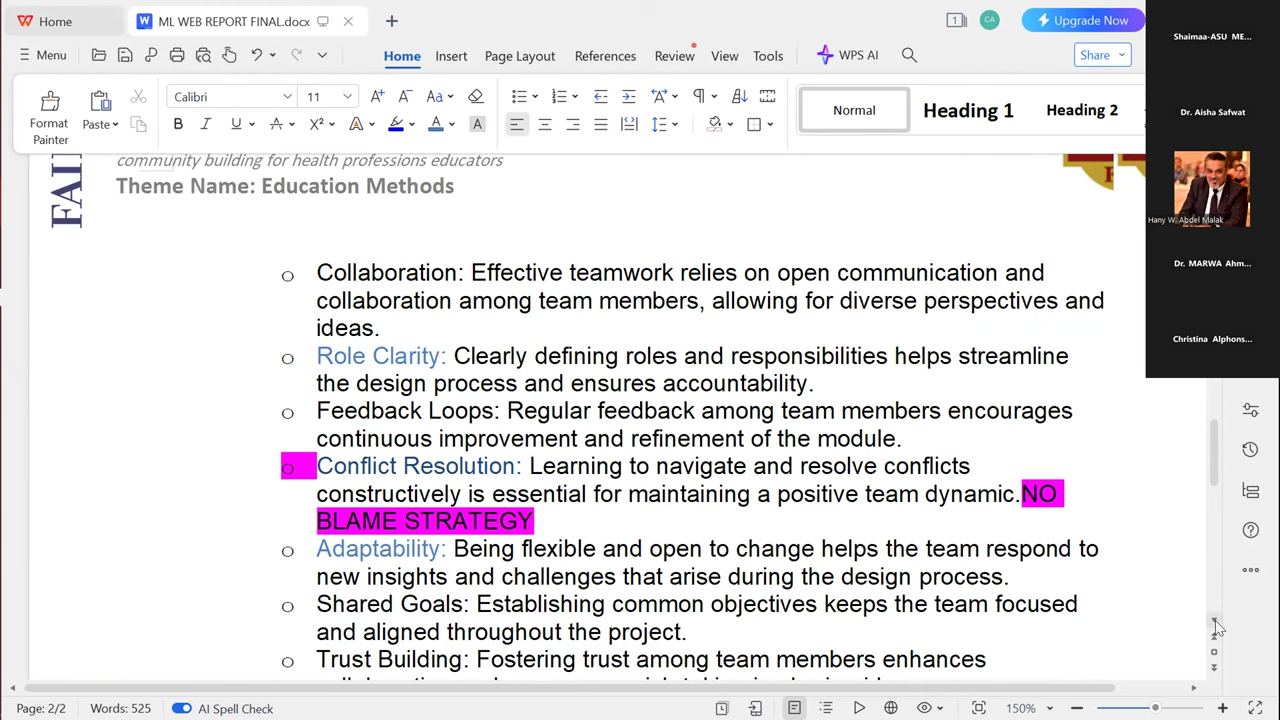 Home
ML WEB REPORT FINAL.docx
1
CA
Upgrade Now
Menu
Home
Insert
Page Layout
References
Review
View
Tools
WPS AI
Share
Format
Painter
Paste
Calibri
11
Normal
Heading 1
Heading 2
Shaimaa-ASU ME...
Dr. Aisha Safwat
Hany W. Abdel Malak
Dr. MARWA Ahm...
Christina Alphons...
community building for health professions educators
Theme Name: Education Methods
o Collaboration: Effective teamwork relies on open communication and
collaboration among team members, allowing for diverse perspectives and
ideas.
o Role Clarity: Clearly defining roles and responsibilities helps streamline
the design process and ensures accountability.
o Feedback Loops: Regular feedback among team members encourages
continuous improvement and refinement of the module.
o Conflict Resolution: Learning to navigate and resolve conflicts
constructively is essential for maintaining a positive team dynamic.NO
BLAME STRATEGY
o Adaptability: Being flexible and open to change helps the team respond to
new insights and challenges that arise during the design process.
o Shared Goals: Establishing common objectives keeps the team focused
and aligned throughout the project.
o Trust Building: Fostering trust among team members enhances
Page: 2/2
Words: 525
AI Spell Check
150%